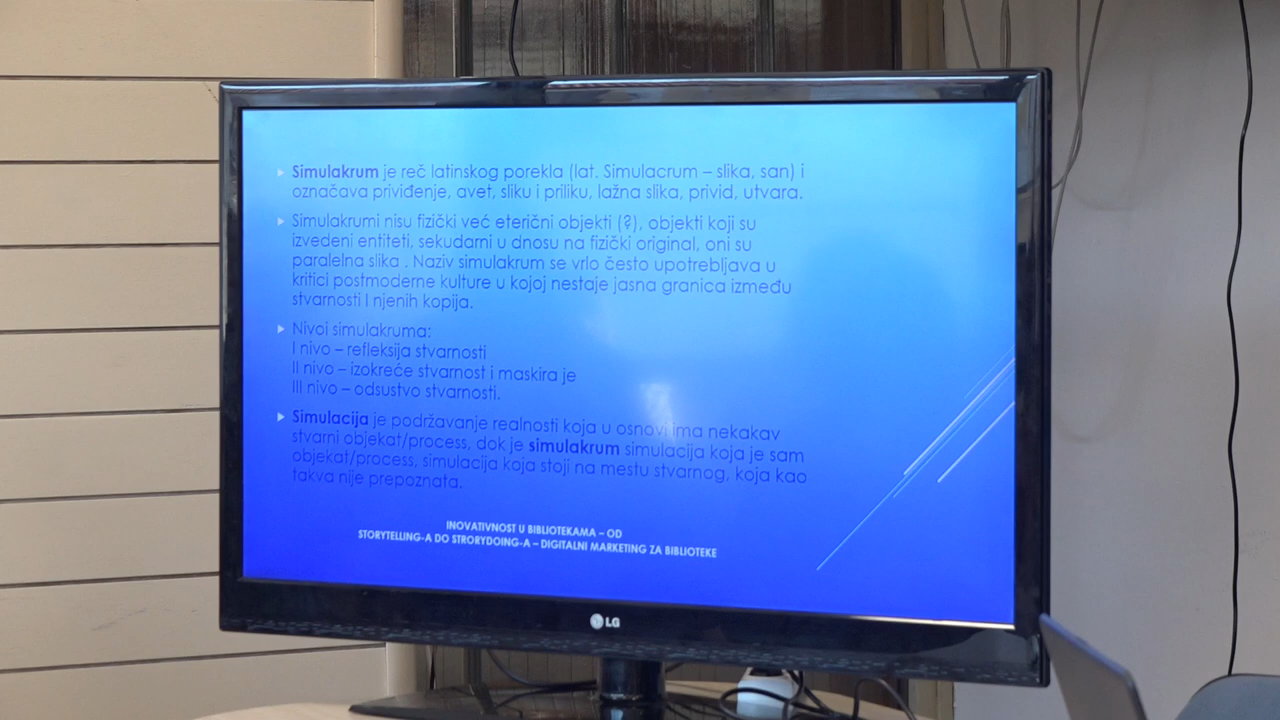 Simulakrum je reč latinskog porekla (lat. Simulacrum – slika, san) i
označava priviđenje, avet, sliku i priliku, lažna slika, privid, utvara.
Simulakrumi nisu fizički već eterični objekti (?), objekti koji su
izvedeni entiteti, sekudarni u dnosu na fizički original, oni su
paralelna slika . Naziv simulakrum se vrlo često upotrebljava u
kritici postmoderne kulture u kojoj nestaje jasna granica između
stvarnosti I njenih kopija.
Nivoi simulakruma:
I nivo – refleksija stvarnosti
II nivo – izokreće stvarnost i maskira je
III nivo – odsustvo stvarnosti.
Simulacija je podržavanje realnosti koja u osnovi ima nekakav
stvarni objekat/process, dok je simulakrum simulacija koja je sam
objekat/process, simulacija koja stoji na mestu stvarnog, koja kao
takva nije prepoznata.
INOVATIVNOST U BIBLIOTEKAMA – OD
STORYTELLING-A DO STRORYDOING-A – DIGITALNI MARKETING ZA BIBLIOTEKE
LG